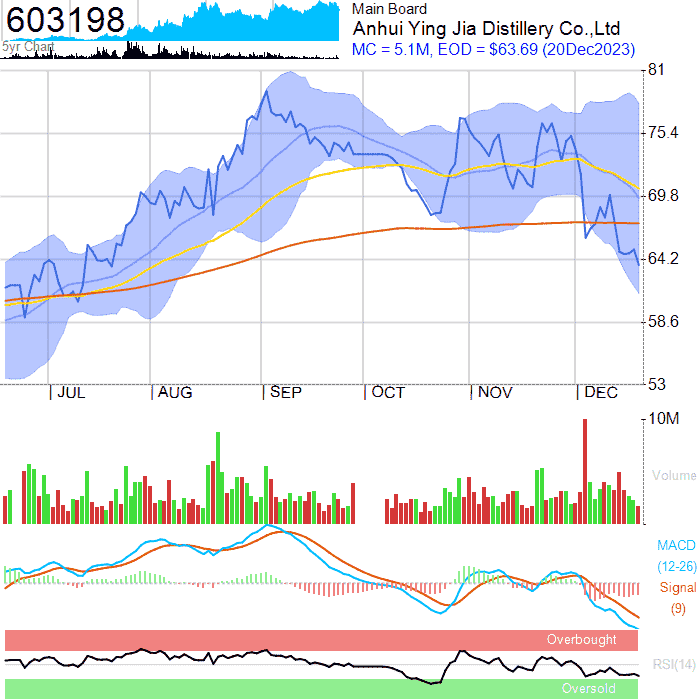 603198
5yr Chart
Main Board
Anhui Ying Jia Distillery Co.,Ltd
MC = 5.1M, EOD = $63.69 (20Dec2023)
81
75.4
69.8
64.2
58.6
53
JUL AUG SEP OCT NOV DEC
10M
Volume
MACD
(12-26)
Signal
(9)
Overbought
RSI(14)
Oversold